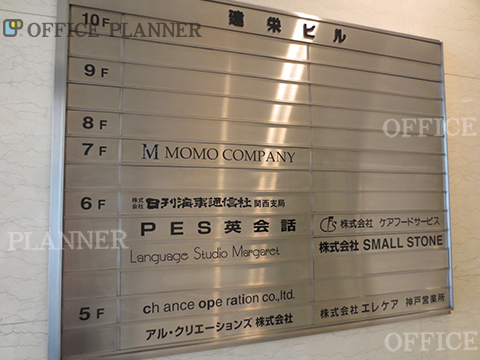 OFFICE PLANNER
建栄ビル
10F
9F
8F
7F M MOMO COMPANY
6F 株式会社 日刊海事通信社 関西支局
PES英会話 株式会社 ケアフードサービス
Language Studio Margaret 株式会社 SMALL STONE
5F chance operation co.,ltd. 株式会社 エレケア 神戸営業所
アル・クリエーションズ 株式会社
OFFICE
PLANNER
OFFICE
OFFICE